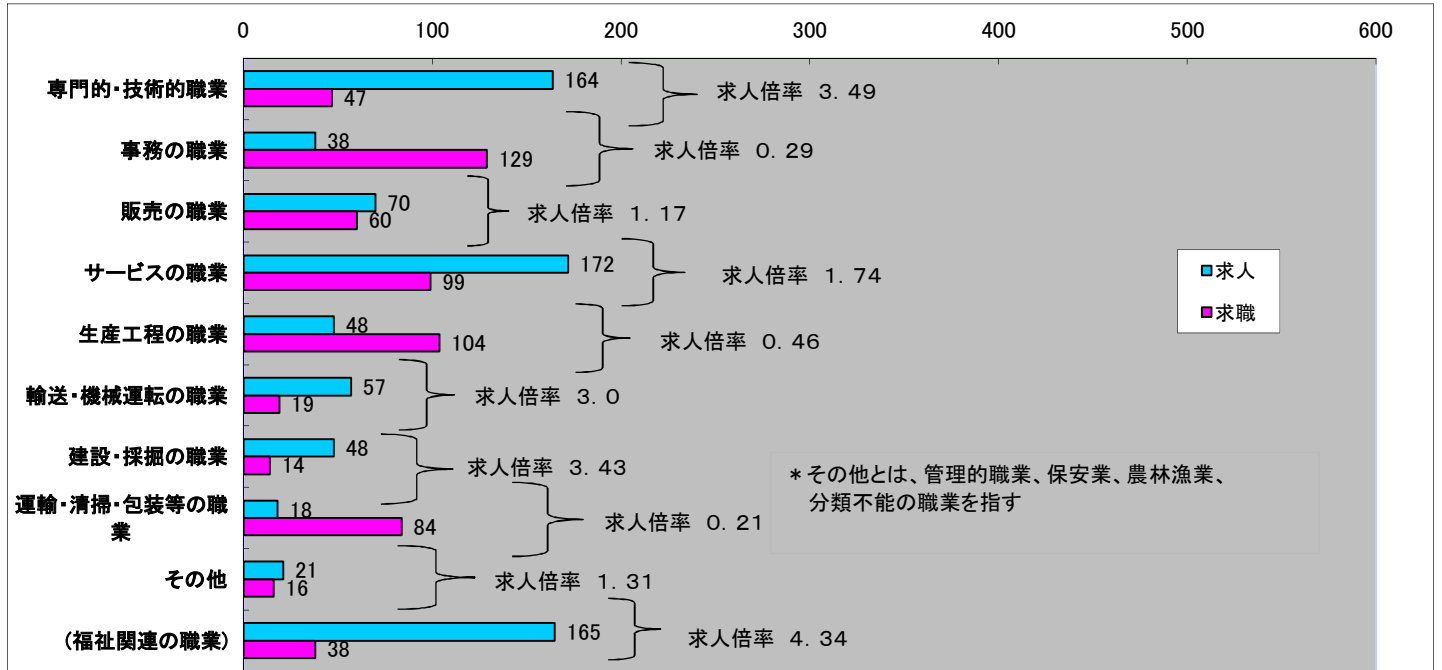 0 100 200 300 400 500 600
専門的・技術的職業 164 47 求人倍率 3.49
事務の職業 38 129 求人倍率 0.29
販売の職業 70 60 求人倍率 1.17
サービスの職業 172 99 求人倍率 1.74
生産工程の職業 48 104 求人倍率 0.46
輸送・機械運転の職業 57 19 求人倍率 3.0
建設・採掘の職業 48 14 求人倍率 3.43
運輸・清掃・包装等の職
業 18 84 求人倍率 0.21
その他 21 16 求人倍率 1.31
(福祉関連の職業) 165 38 求人倍率 4.34
求人
求職
*その他とは、管理的職業、保安業、農林漁業、
分類不能の職業を指す